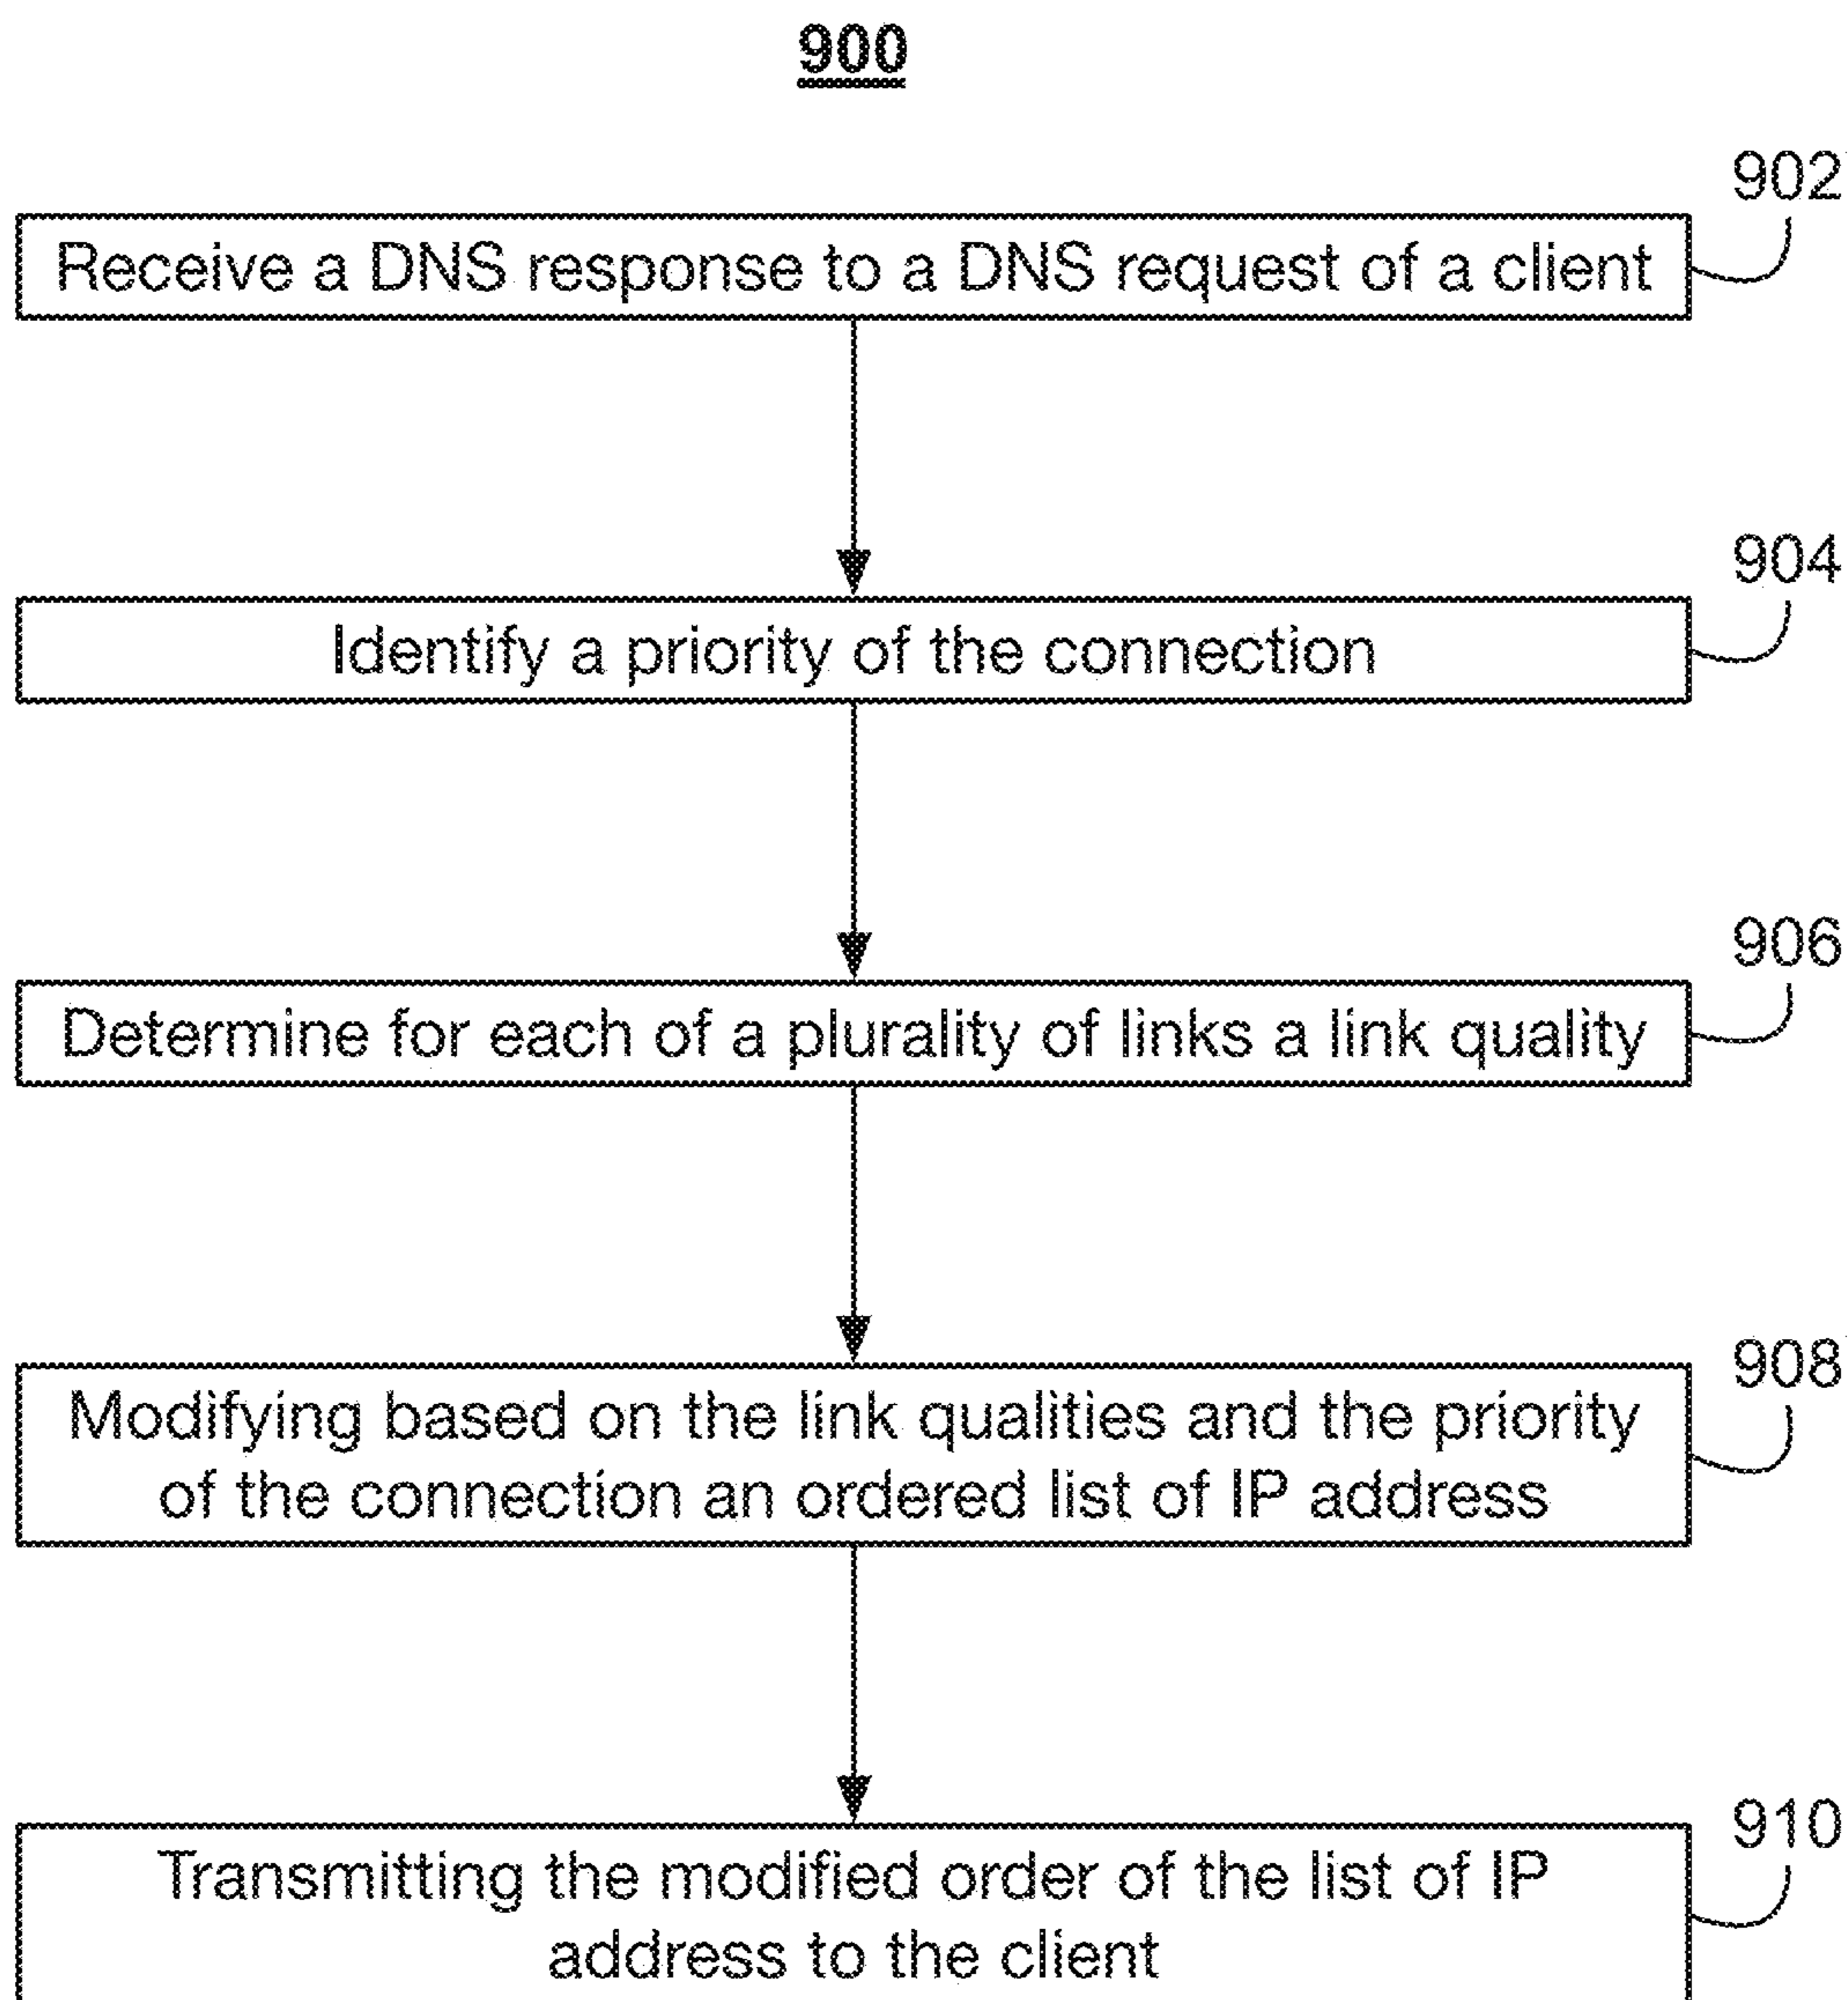 900
902
Receive a DNS response to a DNS request of a client
904
Identify a priority of the connection
906
Determine for each of a plurality of links a link quality
908
Modifying based on the link qualities and the priority
of the connection an ordered list of IP address
910
Transmitting the modified order of the list of IP
address to the client